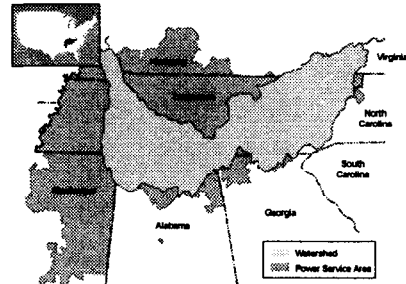 Virginia
North
Carolina
South
Carolina
Georgia
Alabama
Watershed
Power Service Area